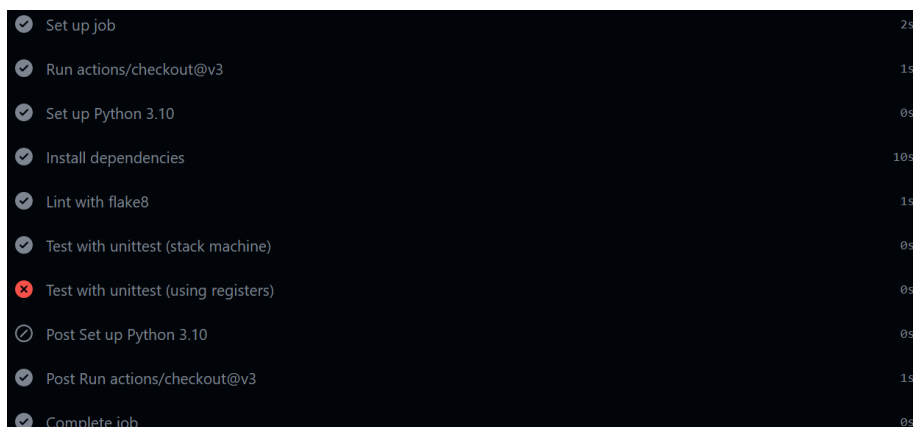 Set up job 2s
Run actions/checkout@v3 1s
Set up Python 3.10 0s
Install dependencies 10s
Lint with flake8 1s
Test with unittest (stack machine) 0s
Test with unittest (using registers) 0s
Post Set up Python 3.10 0s
Post Run actions/checkout@v3 1s
Complete job 0s